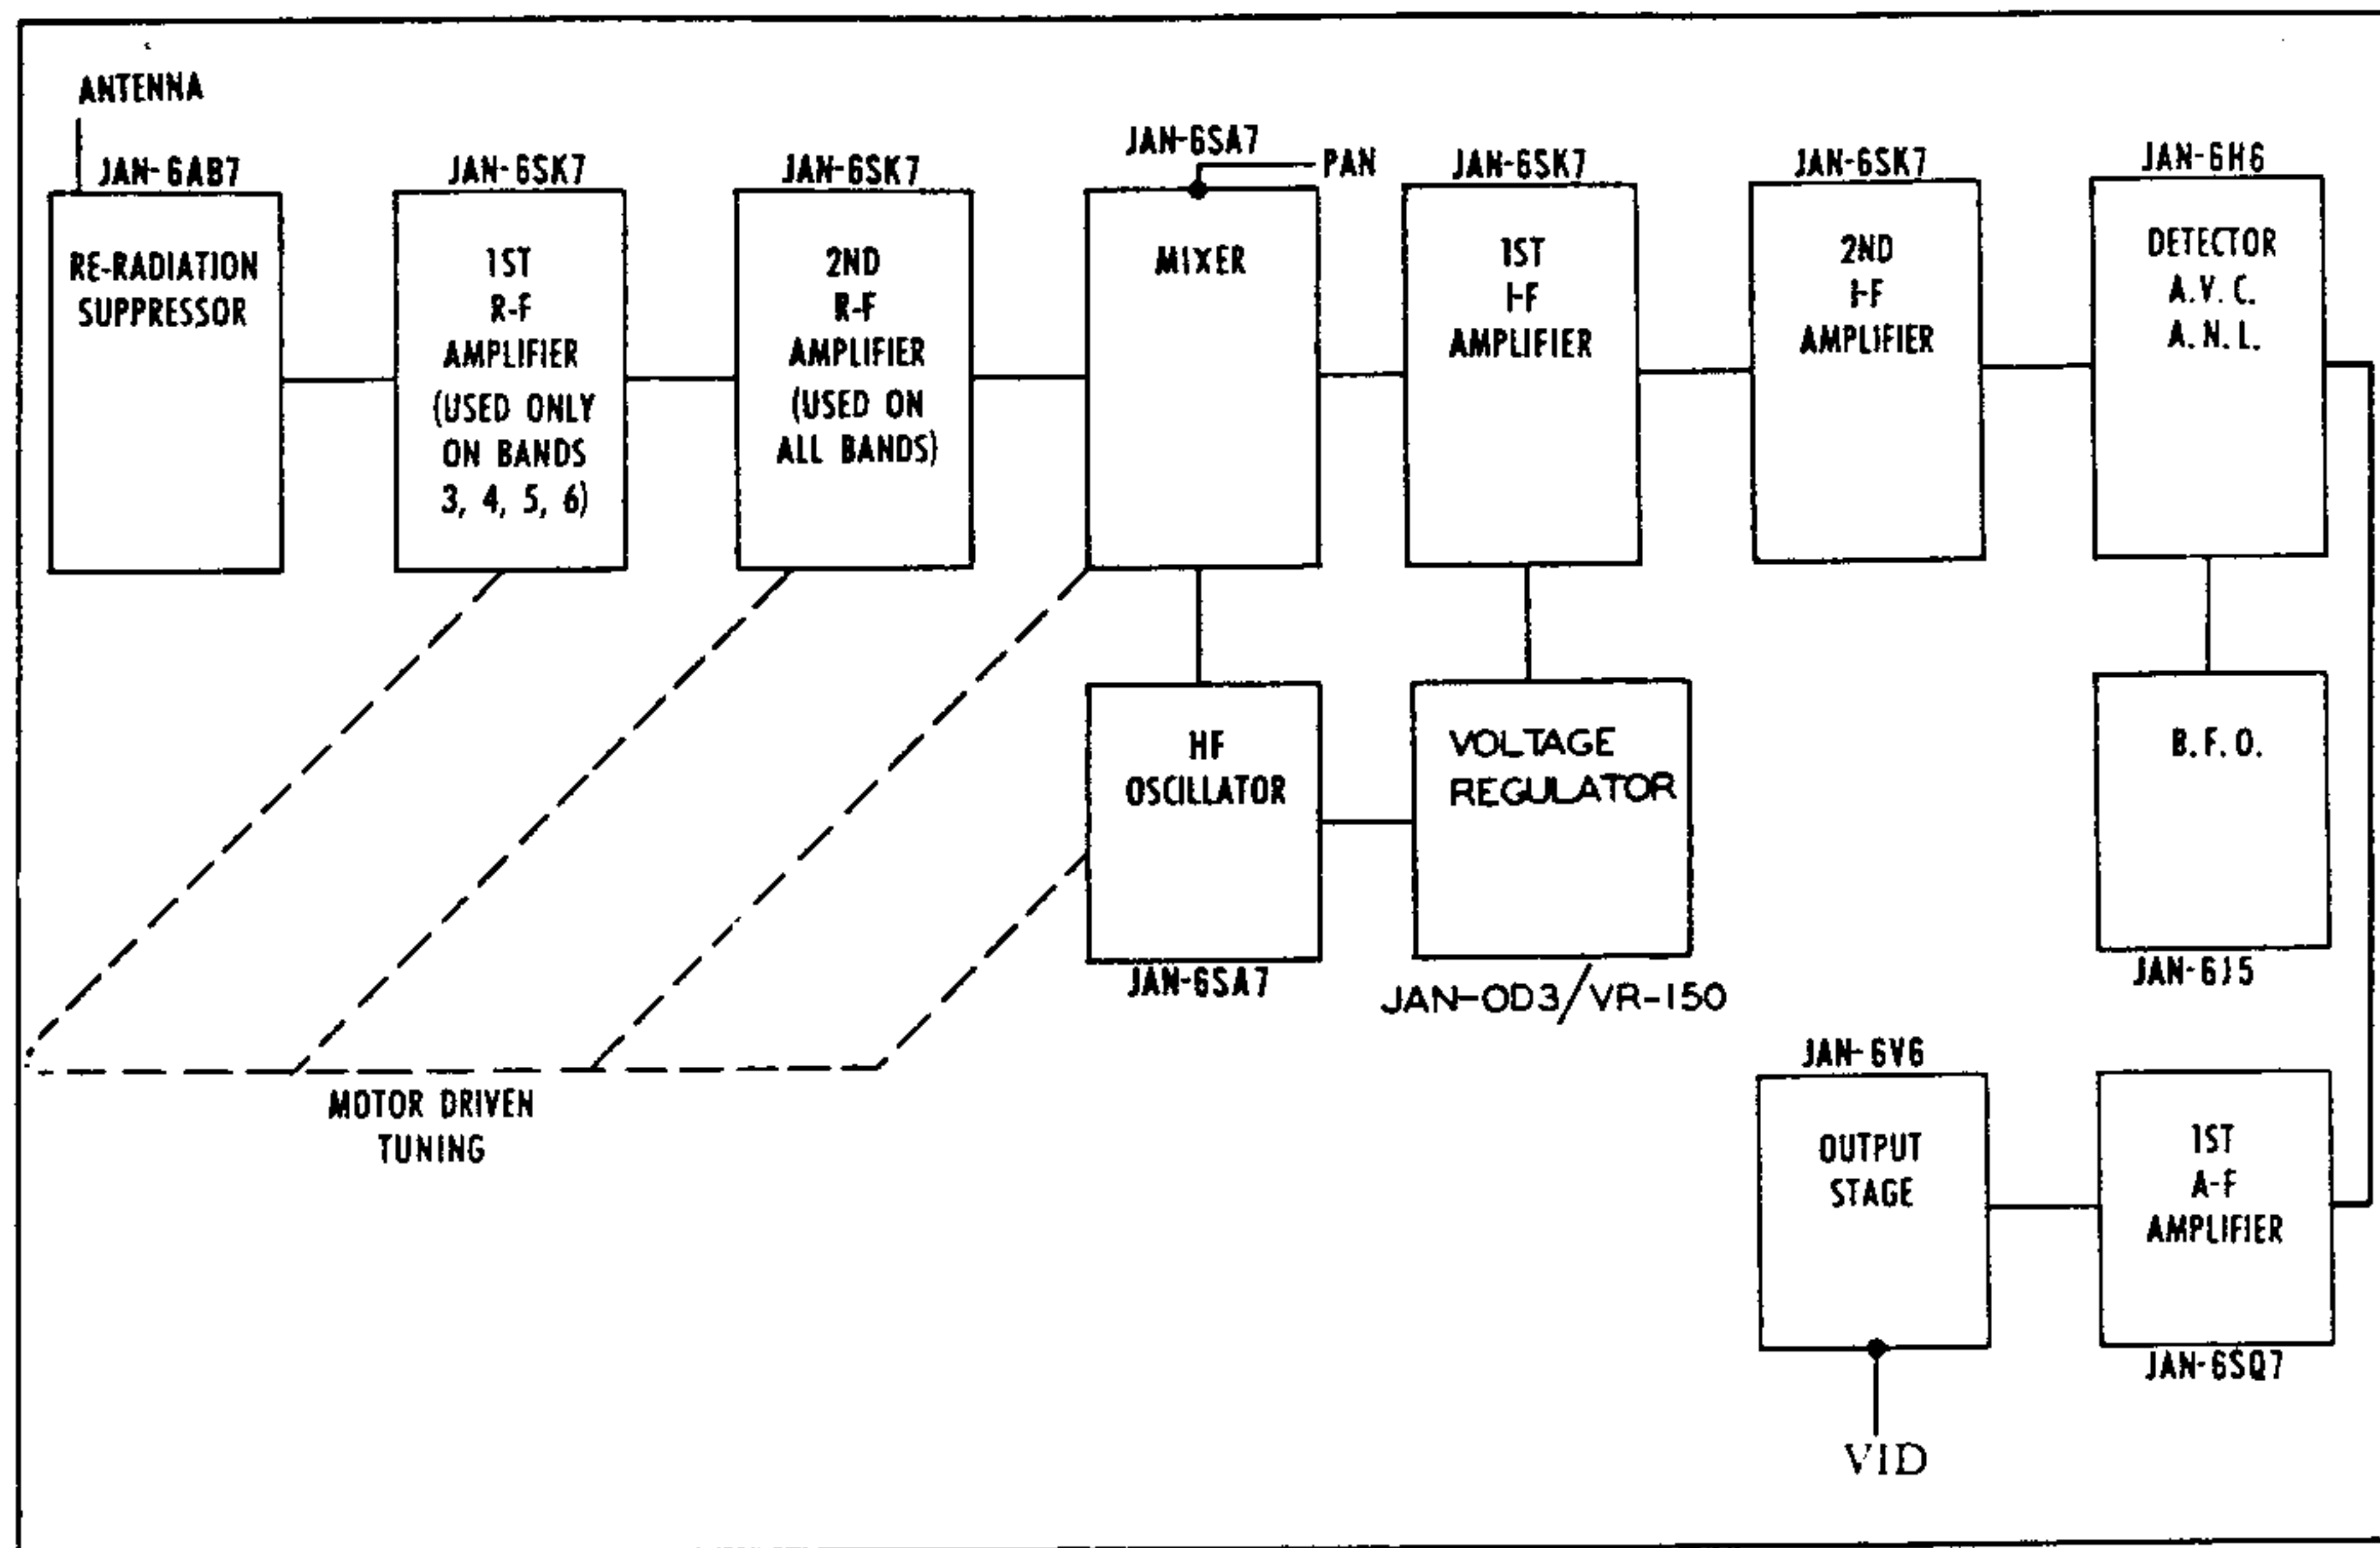 ANTENNA
JAN-6AB7
RE-RADIATION
SUPPRESSOR
JAN-6SK7
1ST
R-F
AMPLIFIER
(USED ONLY
ON BANDS
3, 4, 5, 6)
JAN-6SK7
2ND
R-F
AMPLIFIER
(USED ON
ALL BANDS)
JAN-6SA7
PAN
MIXER
JAN-6SK7
1ST
I-F
AMPLIFIER
JAN-6SK7
2ND
I-F
AMPLIFIER
JAN-6H6
DETECTOR
A.V.C.
A.N.L.
HF
OSCILLATOR
JAN-6SA7
VOLTAGE
REGULATOR
JAN-OD3/VR-150
B.F.O.
JAN-6J5
MOTOR DRIVEN
TUNING
JAN-6V6
OUTPUT
STAGE
VID
1ST
A-F
AMPLIFIER
JAN-6SQ7